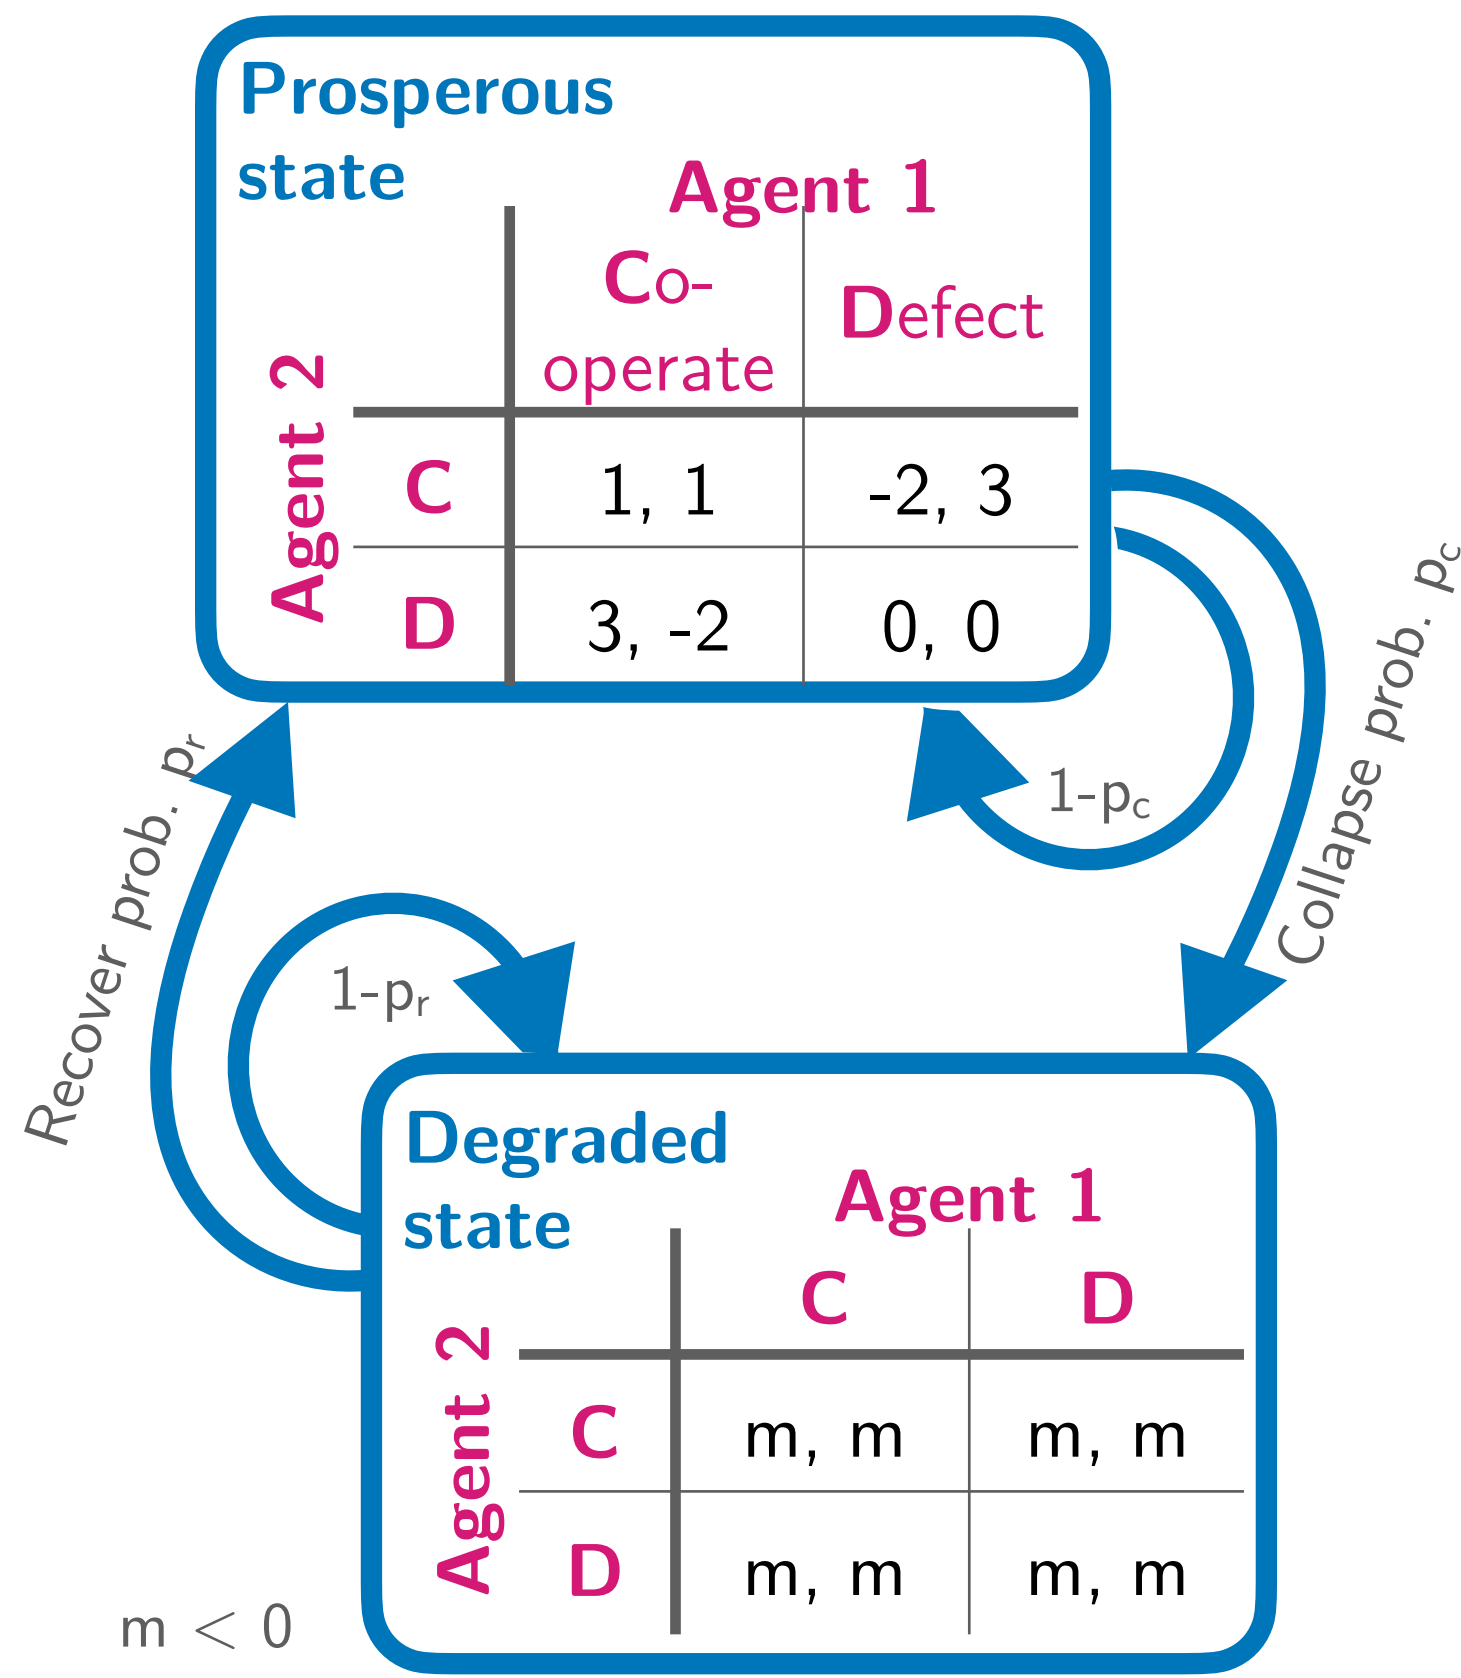 Prosperous
state
Agent 1
Co-
operate
Defect
Agent 2
C
1, 1
-2, 3
D
3, -2
0, 0
Collapse prob. pc
1-pc
Recover prob. pr
1-pr
Degraded
state
Agent 1
C
D
Agent 2
C
m, m
m, m
D
m, m
m, m
m < 0